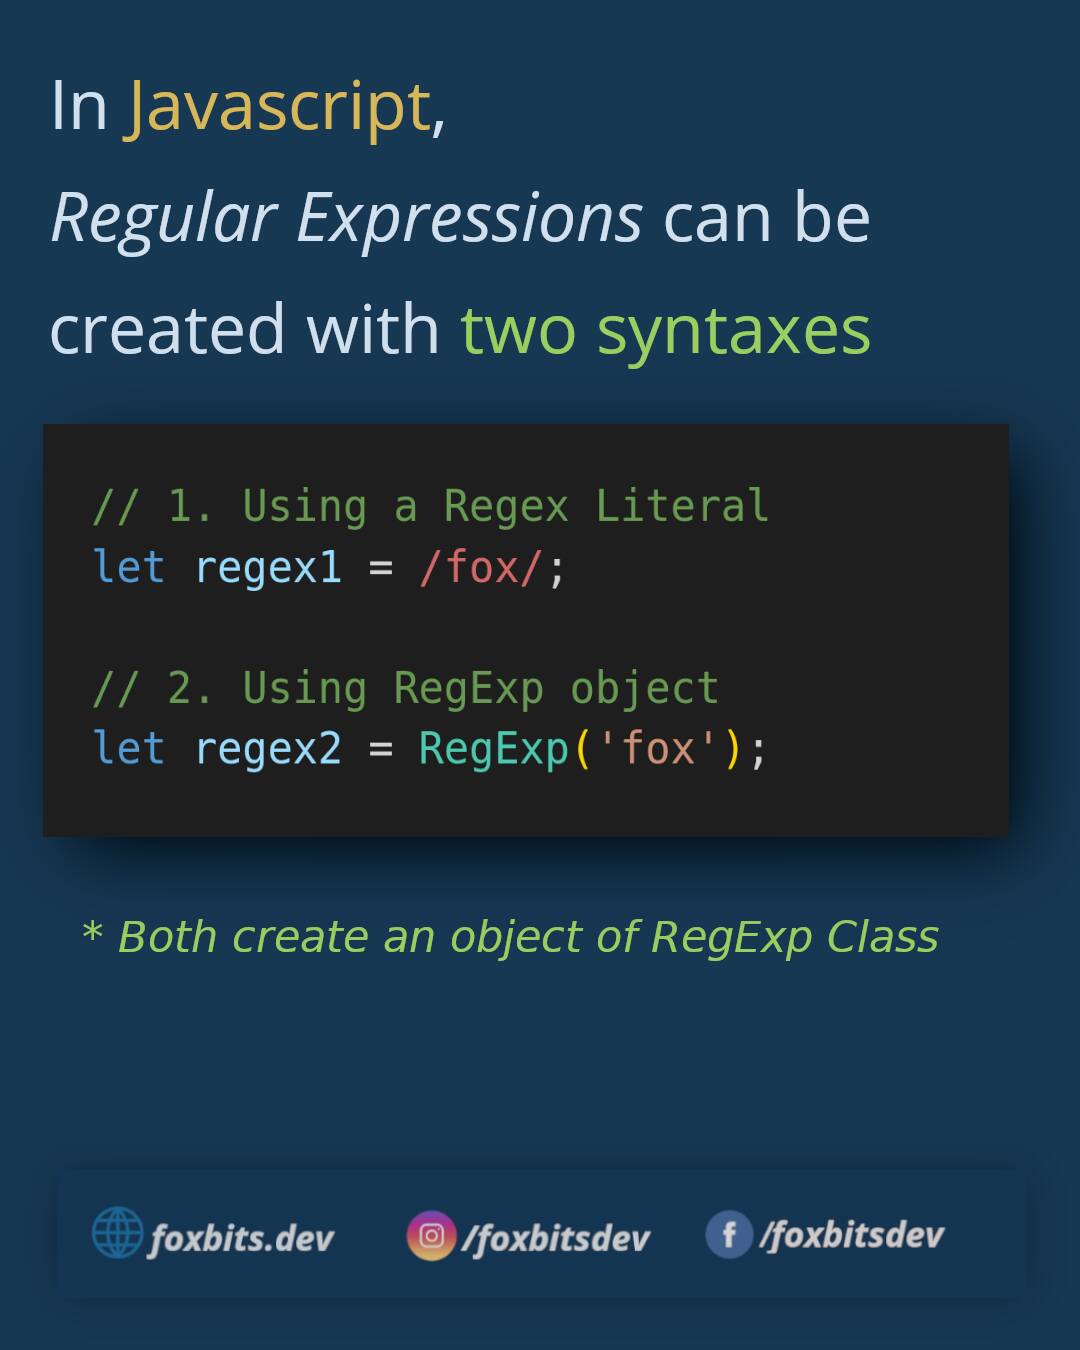 In Javascript,
Regular Expressions can be
created with two syntaxes
// 1. Using a Regex Literal
let regex1 = /fox/;
// 2. Using RegExp object
let regex2 = RegExp('fox');
* Both create an object of RegExp Class
foxbits.dev /foxbitsdev /foxbitsdev